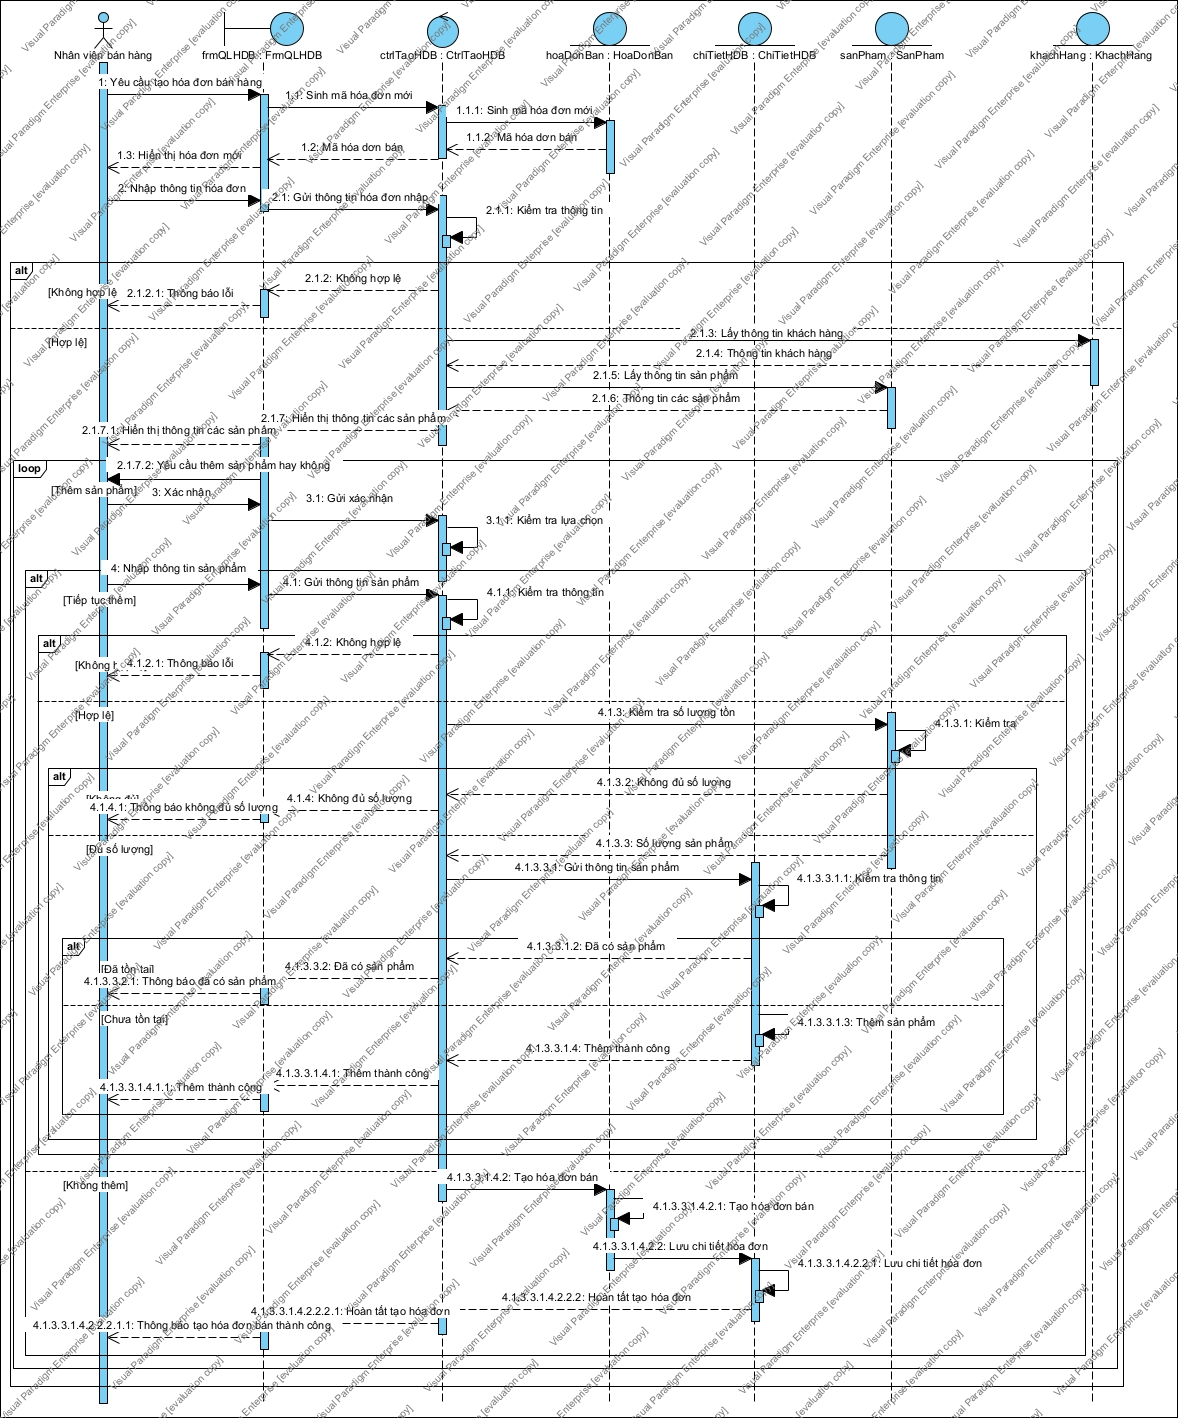 Nhân viên bán hàng
frmQLHDB : FrmQLHDB
ctrlTaoHDB : CtrlTaoHDB
hoaDonBan : HoaDonBan
chiTietHDB : ChiTietHDB
sanPham : SanPham
khachHang : KhachHang
1: Yêu cầu tạo hóa đơn bán hàng
1.1: Sinh mã hóa đơn mới
1.1.1: Sinh mã hóa đơn mới
1.1.2: Mã hóa dơn bán
1.2: Mã hóa dơn bán
1.3: Hiển thị hóa đơn mới
2: Nhập thông tin hóa đơn
2.1: Gửi thông tin hóa đơn nhập
2.1.1: Kiểm tra thông tin
alt
2.1.2: Không hợp lệ
[Không hợp lệ
2.1.2.1: Thông báo lỗi
[Hợp lệ]
2.1.3: Lấy thông tin khách hàng
2.1.4: Thông tin khách hàng
2.1.5: Lấy thông tin sản phẩm
2.1.6: Thông tin các sản phẩm
2.1.7: Hiển thị thông tin các sản phẩm
2.1.7.1: Hiển thị thông tin các sản phẩm
loop
2.1.7.2: Yêu cầu thêm sản phẩm hay không
[Thêm sản phẩm]
3: Xác nhận
3.1: Gửi xác nhận
3.1.1: Kiểm tra lựa chọn
alt
4: Nhập thông tin sản phẩm
4.1: Gửi thông tin sản phẩm
4.1.1: Kiểm tra thông tin
[Tiếp tục thêm]
alt
4.1.2: Không hợp lệ
[Không
4.1.2.1: Thông báo lỗi
[Hợp lệ]
4.1.3: Kiểm tra số lượng tồn
4.1.3.1: Kiểm tra
alt
4.1.3.2: Không đủ số lượng
4.1.4: Không đủ số lượng
4.1.4.1: Thông báo không đủ số lượng
[Đủ số lượng]
4.1.3.3: Số lượng sản phẩm
4.1.3.3.1: Gửi thông tin sản phẩm
4.1.3.3.1.1: Kiểm tra thông tin
alt
4.1.3.3.1.2: Đã có sản phẩm
4.1.3.3.2: Đã có sản phẩm
[Đã tồn tại]
4.1.3.3.2.1: Thông báo đã có sản phẩm
[Chưa tồn tại]
4.1.3.3.1.3: Thêm sản phẩm
4.1.3.3.1.4: Thêm thành công
4.1.3.3.1.4.1: Thêm thành công
4.1.3.3.1.4.1.1: Thêm thành công
[Không thêm]
4.1.3.3.1.4.2: Tạo hóa đơn bán
4.1.3.3.1.4.2.1: Tạo hóa đơn bán
4.1.3.3.1.4.2.2: Lưu chi tiết hóa đơn
4.1.3.3.1.4.2.2.1: Lưu chi tiết hóa đơn
4.1.3.3.1.4.2.2.2: Hoàn tất tạo hóa đơn
4.1.3.3.1.4.2.2.2.1: Hoàn tất tạo hóa đơn
4.1.3.3.1.4.2.2.2.1.1: Thông báo tạo hóa đơn bán thành công
Visual Paradigm Enterprise [evaluation copy]